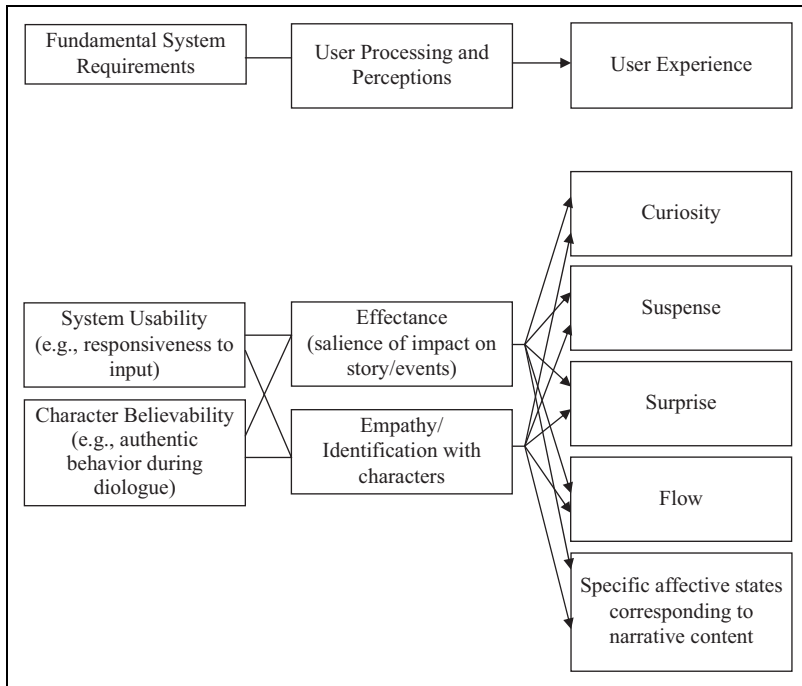 Fundamental System
Requirements
User Processing and
Perceptions
User Experience
System Usability
(e.g., responsiveness to
input)
Character Believability
(e.g., authentic
behavior during
diologue)
Effectance
(salience of impact on
story/events)
Empathy/
Identification with
characters
Curiosity
Suspense
Surprise
Flow
Specific affective states
corresponding to
narrative content